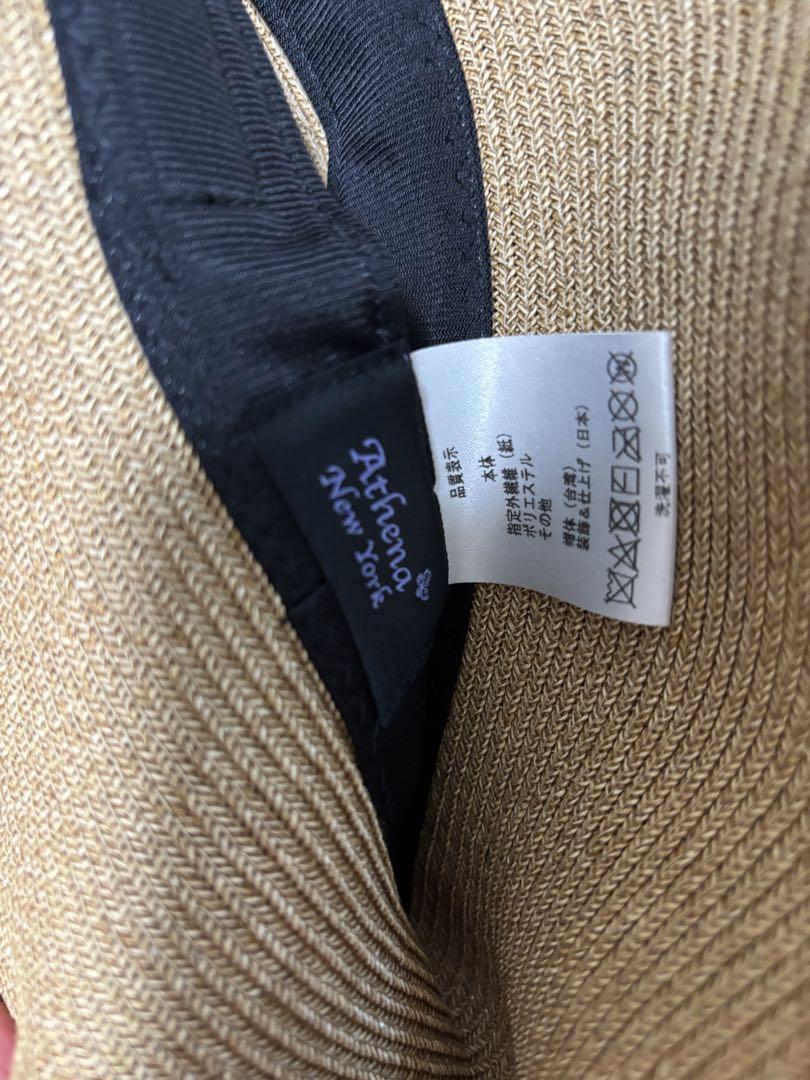 Athena
New York
品質表示
本体
指定外繊維（紙）
ポリエステル
その他
帽体（台湾）
装飾&仕上げ（日本）
洗濯不可